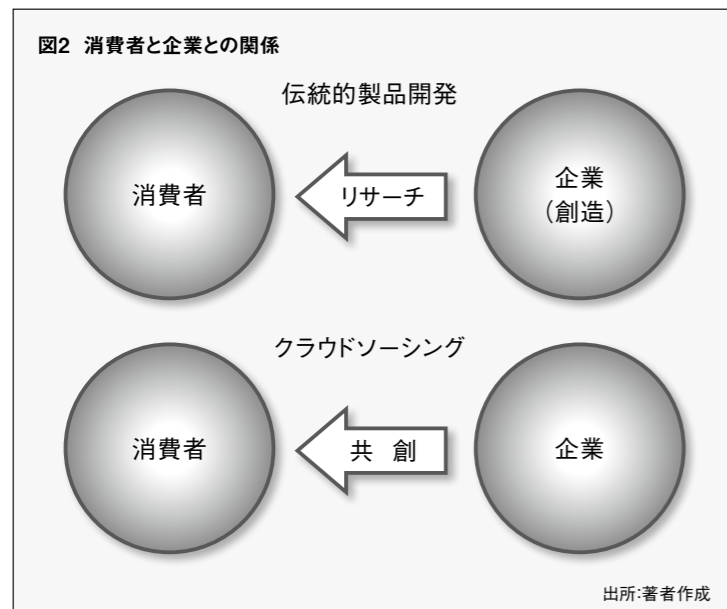 図2 消費者と企業との関係
伝統的製品開発
消費者
リサーチ
企業
（創造）
クラウドソーシング
消費者
共 創
企業
出所：著者作成